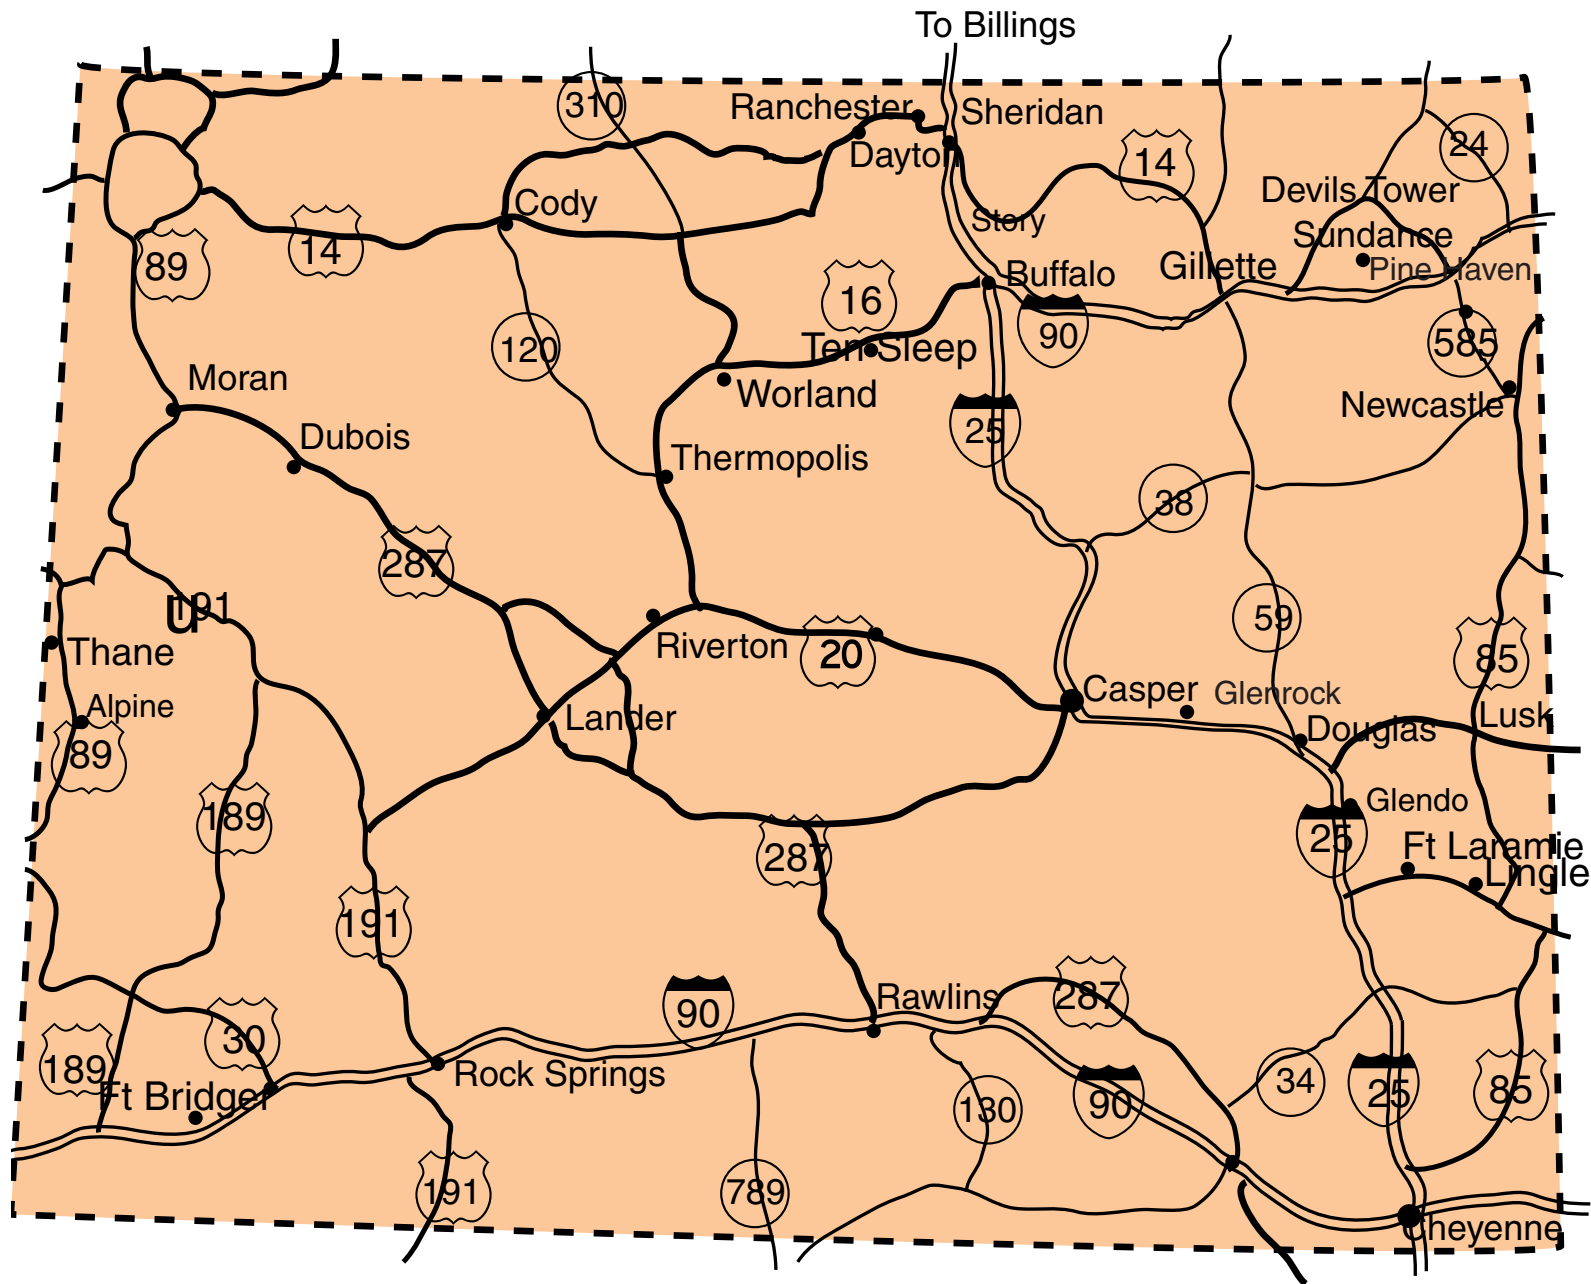 To Billings
310
Ranchester
Sheridan
Dayton
14
24
Devils Tower
Cody
Story
Sundance
89
14
Buffalo
Gillette
Pine Haven
16
90
120
Ten Sleep
585
Moran
Worland
Newcastle
Dubois
25
Thermopolis
38
287
u
191
59
Thane
Riverton
20
85
Alpine
Casper
Glenrock
Lander
Lusk
Douglas
89
189
Glendo
25
287
Ft Laramie
Lingle
191
Rawlins
287
90
30
189
Rock Springs
34
25
85
Ft Bridger
130
90
191
789
Cheyenne